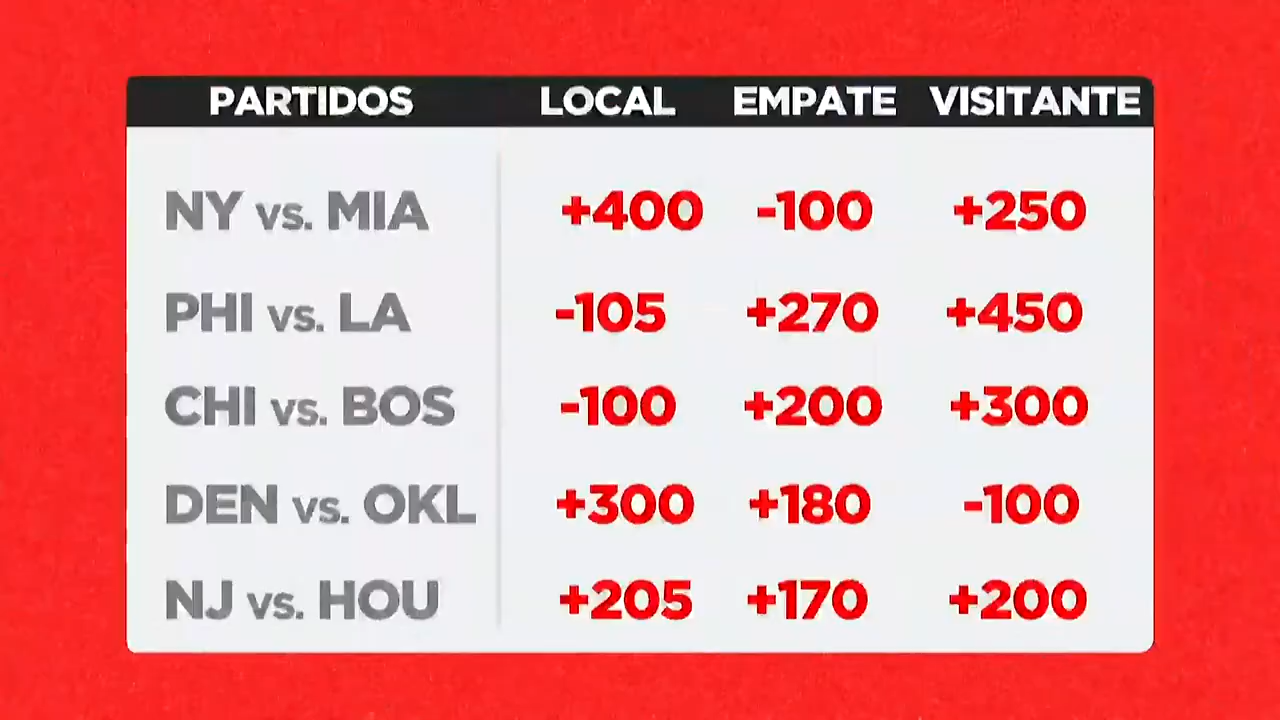 PARTIDOS LOCAL EMPATE VISITANTE
NY vs. MIA +400 -100 +250
PHI vs. LA -105 +270 +450
CHI vs. BOS -100 +200 +300
DEN vs. OKL +300 +180 -100
NJ vs. HOU +205 +170 +200